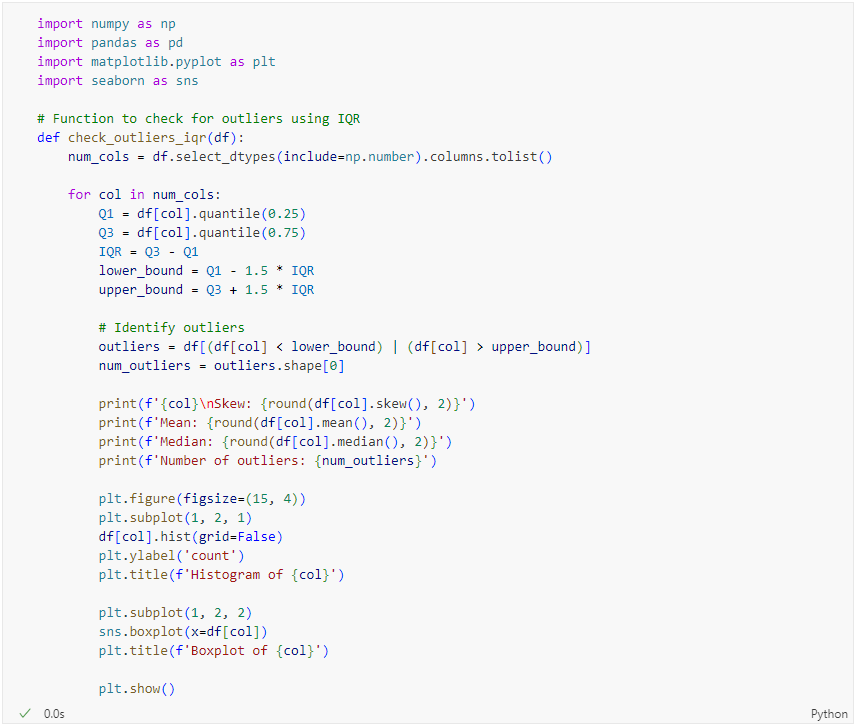 import numpy as np
import pandas as pd
import matplotlib.pyplot as plt
import seaborn as sns

# Function to check for outliers using IQR
def check_outliers_iqr(df):
    num_cols = df.select_dtypes(include=np.number).columns.tolist()

    for col in num_cols:
        Q1 = df[col].quantile(0.25)
        Q3 = df[col].quantile(0.75)
        IQR = Q3 - Q1
        lower_bound = Q1 - 1.5 * IQR
        upper_bound = Q3 + 1.5 * IQR

        # Identify outliers
        outliers = df[(df[col] < lower_bound) | (df[col] > upper_bound)]
        num_outliers = outliers.shape[0]

        print(f'{col}\nSkew: {round(df[col].skew(), 2)}')
        print(f'Mean: {round(df[col].mean(), 2)}')
        print(f'Median: {round(df[col].median(), 2)}')
        print(f'Number of outliers: {num_outliers}')

        plt.figure(figsize=(15, 4))
        plt.subplot(1, 2, 1)
        df[col].hist(grid=False)
        plt.ylabel('count')
        plt.title(f'Histogram of {col}')

        plt.subplot(1, 2, 2)
        sns.boxplot(x=df[col])
        plt.title(f'Boxplot of {col}')

        plt.show()
✓ 0.0s Python